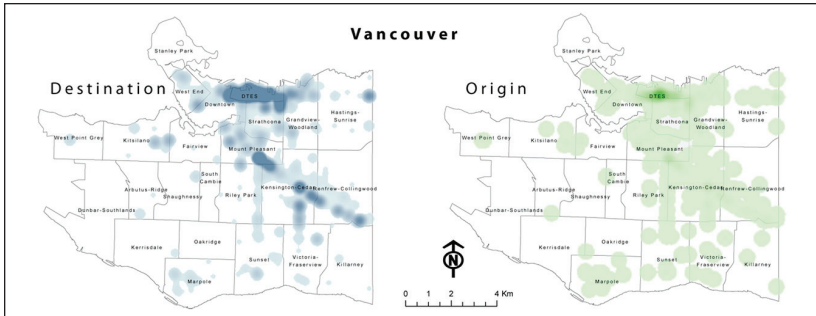 Vancouver
Destination
Stanley Park
West End
Downtown
DTES
Strathcona
Grandview-
Woodland
Hastings-
Sunrise
West Point Grey
Kitsilano
Fairview
Mount Pleasant
South
Cambie
Arbutus-Ridge
Shaughnessy
Riley Park
Kensington-Cedar
Renfrew-Collingwood
Dunbar-Southlands
Kerrisdale
Oakridge
Sunset
Victoria-
Fraserview
Killarney
Marpole
Origin
Stanley Park
West End
Downtown
DTES
Strathcona
Grandview-
Woodland
Hastings-
Sunrise
West Point Grey
Kitsilano
Fairview
Mount Pleasant
South
Cambie
Arbutus-Ridge
Shaughnessy
Riley Park
Kensington-Cedar
Renfrew-Collingwood
Dunbar-Southlands
Kerrisdale
Oakridge
Sunset
Victoria-
Fraserview
Killarney
Marpole
N
0 1 2 4 Km